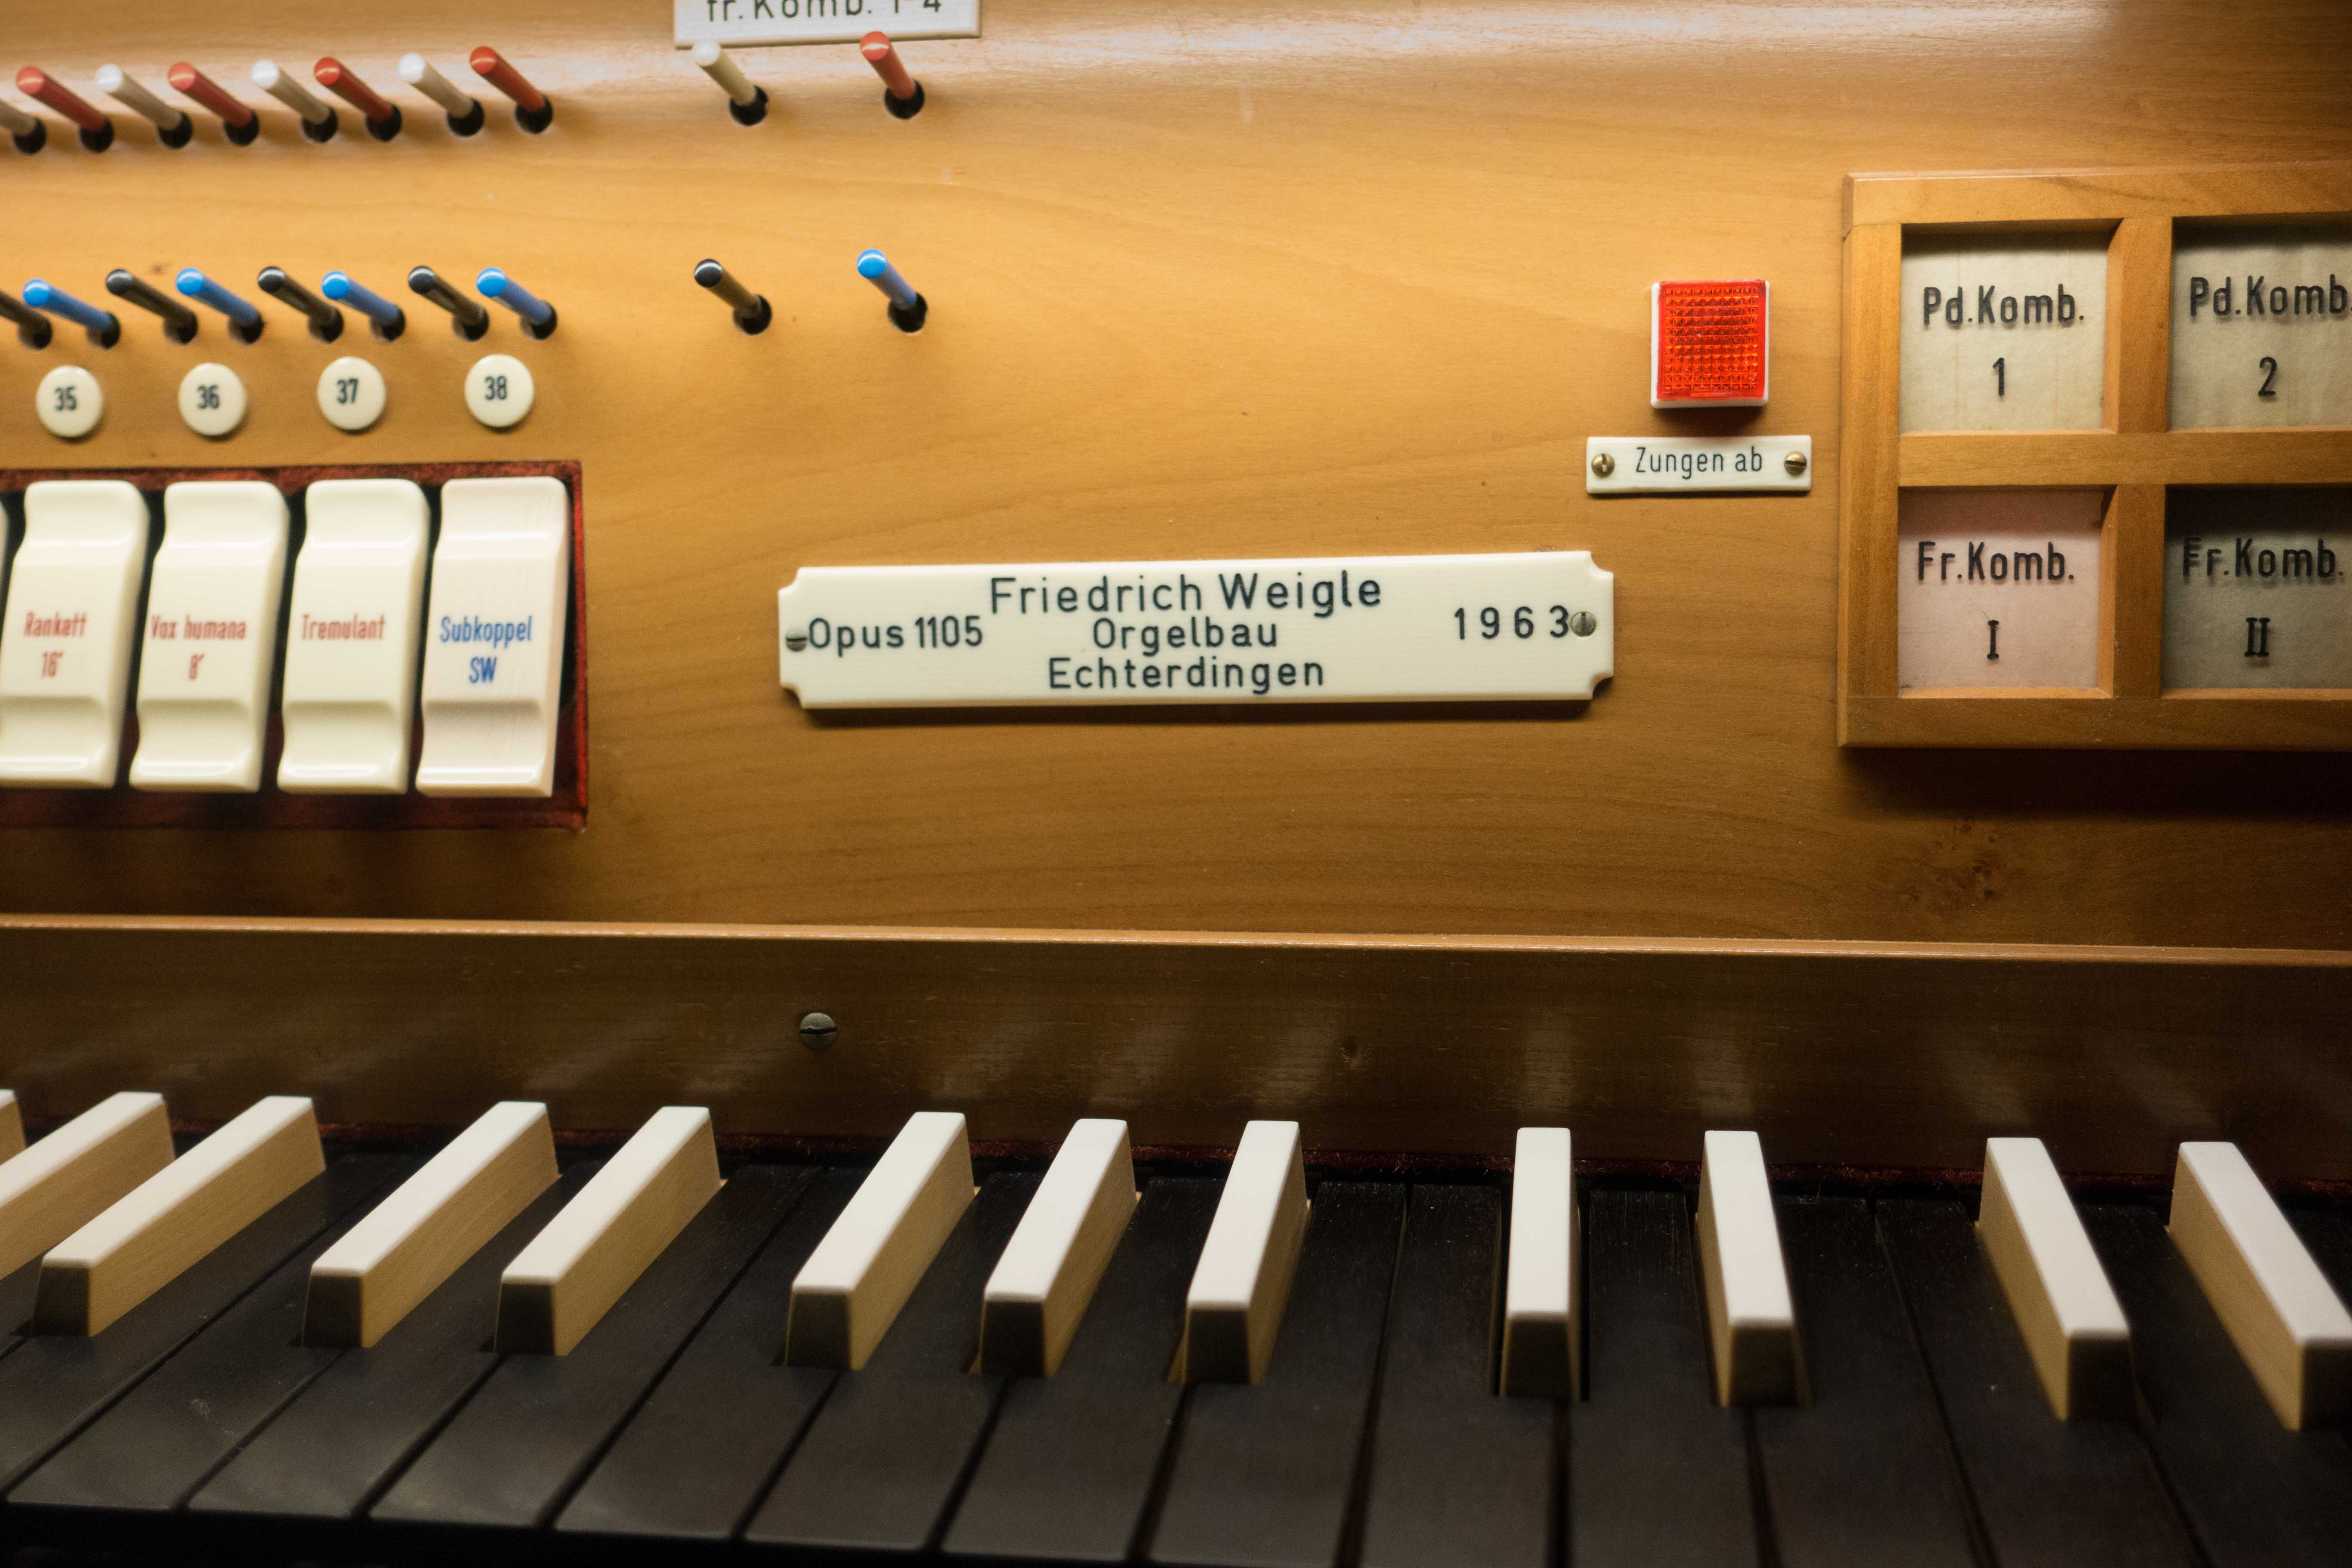 fr. Komb. 1-4
35
36
37
38
Rankett
16'
Vox humana
8'
Tremulant
Subkoppel
SW
Friedrich Weigle
Opus 1105
Orgelbau
1963
Echterdingen
Zungen ab
Pd.Komb.
1
Pd.Komb.
2
Fr.Komb.
I
Fr.Komb.
II